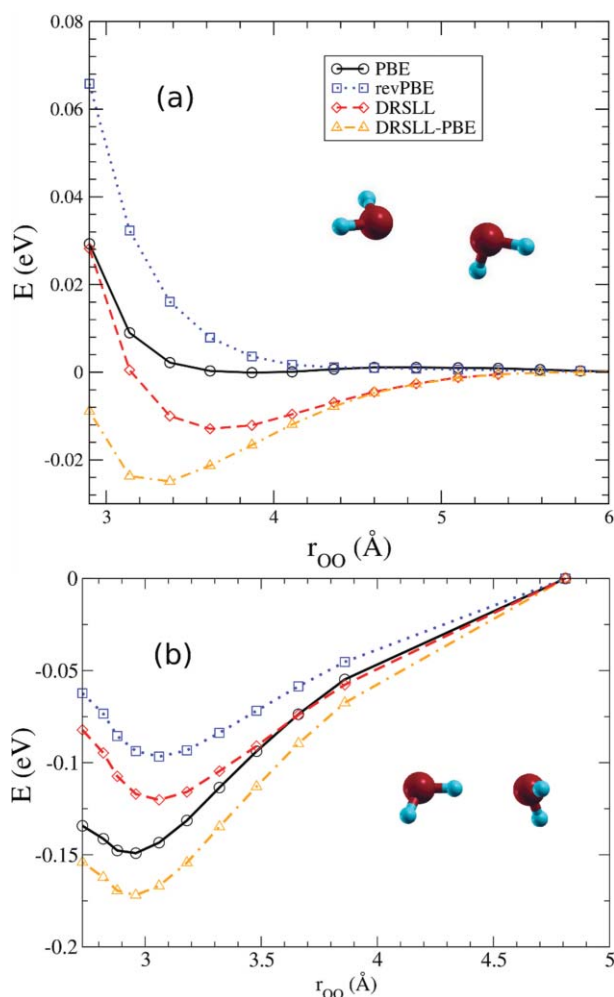 0.08
0.06
0.04
0.02
0
-0.02
E (eV)
(a)
PBE
revPBE
DRSLL
DRSLL-PBE
3 4 5 6
r_OO (Å)
0
-0.05
-0.1
-0.15
-0.2
E (eV)
(b)
3 3.5 4 4.5 5
r_OO (Å)